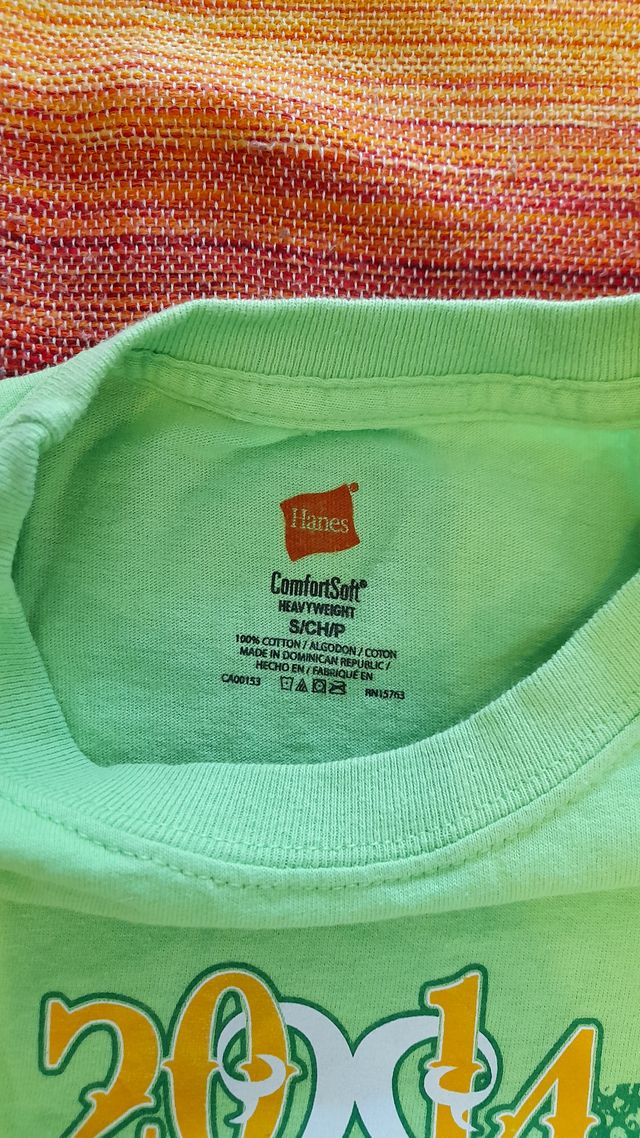 Hanes
ComfortSoft®
HEAVYWEIGHT
S/CH/P
100% COTTON / ALGODON / COTON
MADE IN DOMINICAN REPUBLIC /
HECHO EN / FABRIQUÉ EN
CA00153 RN15763
2014